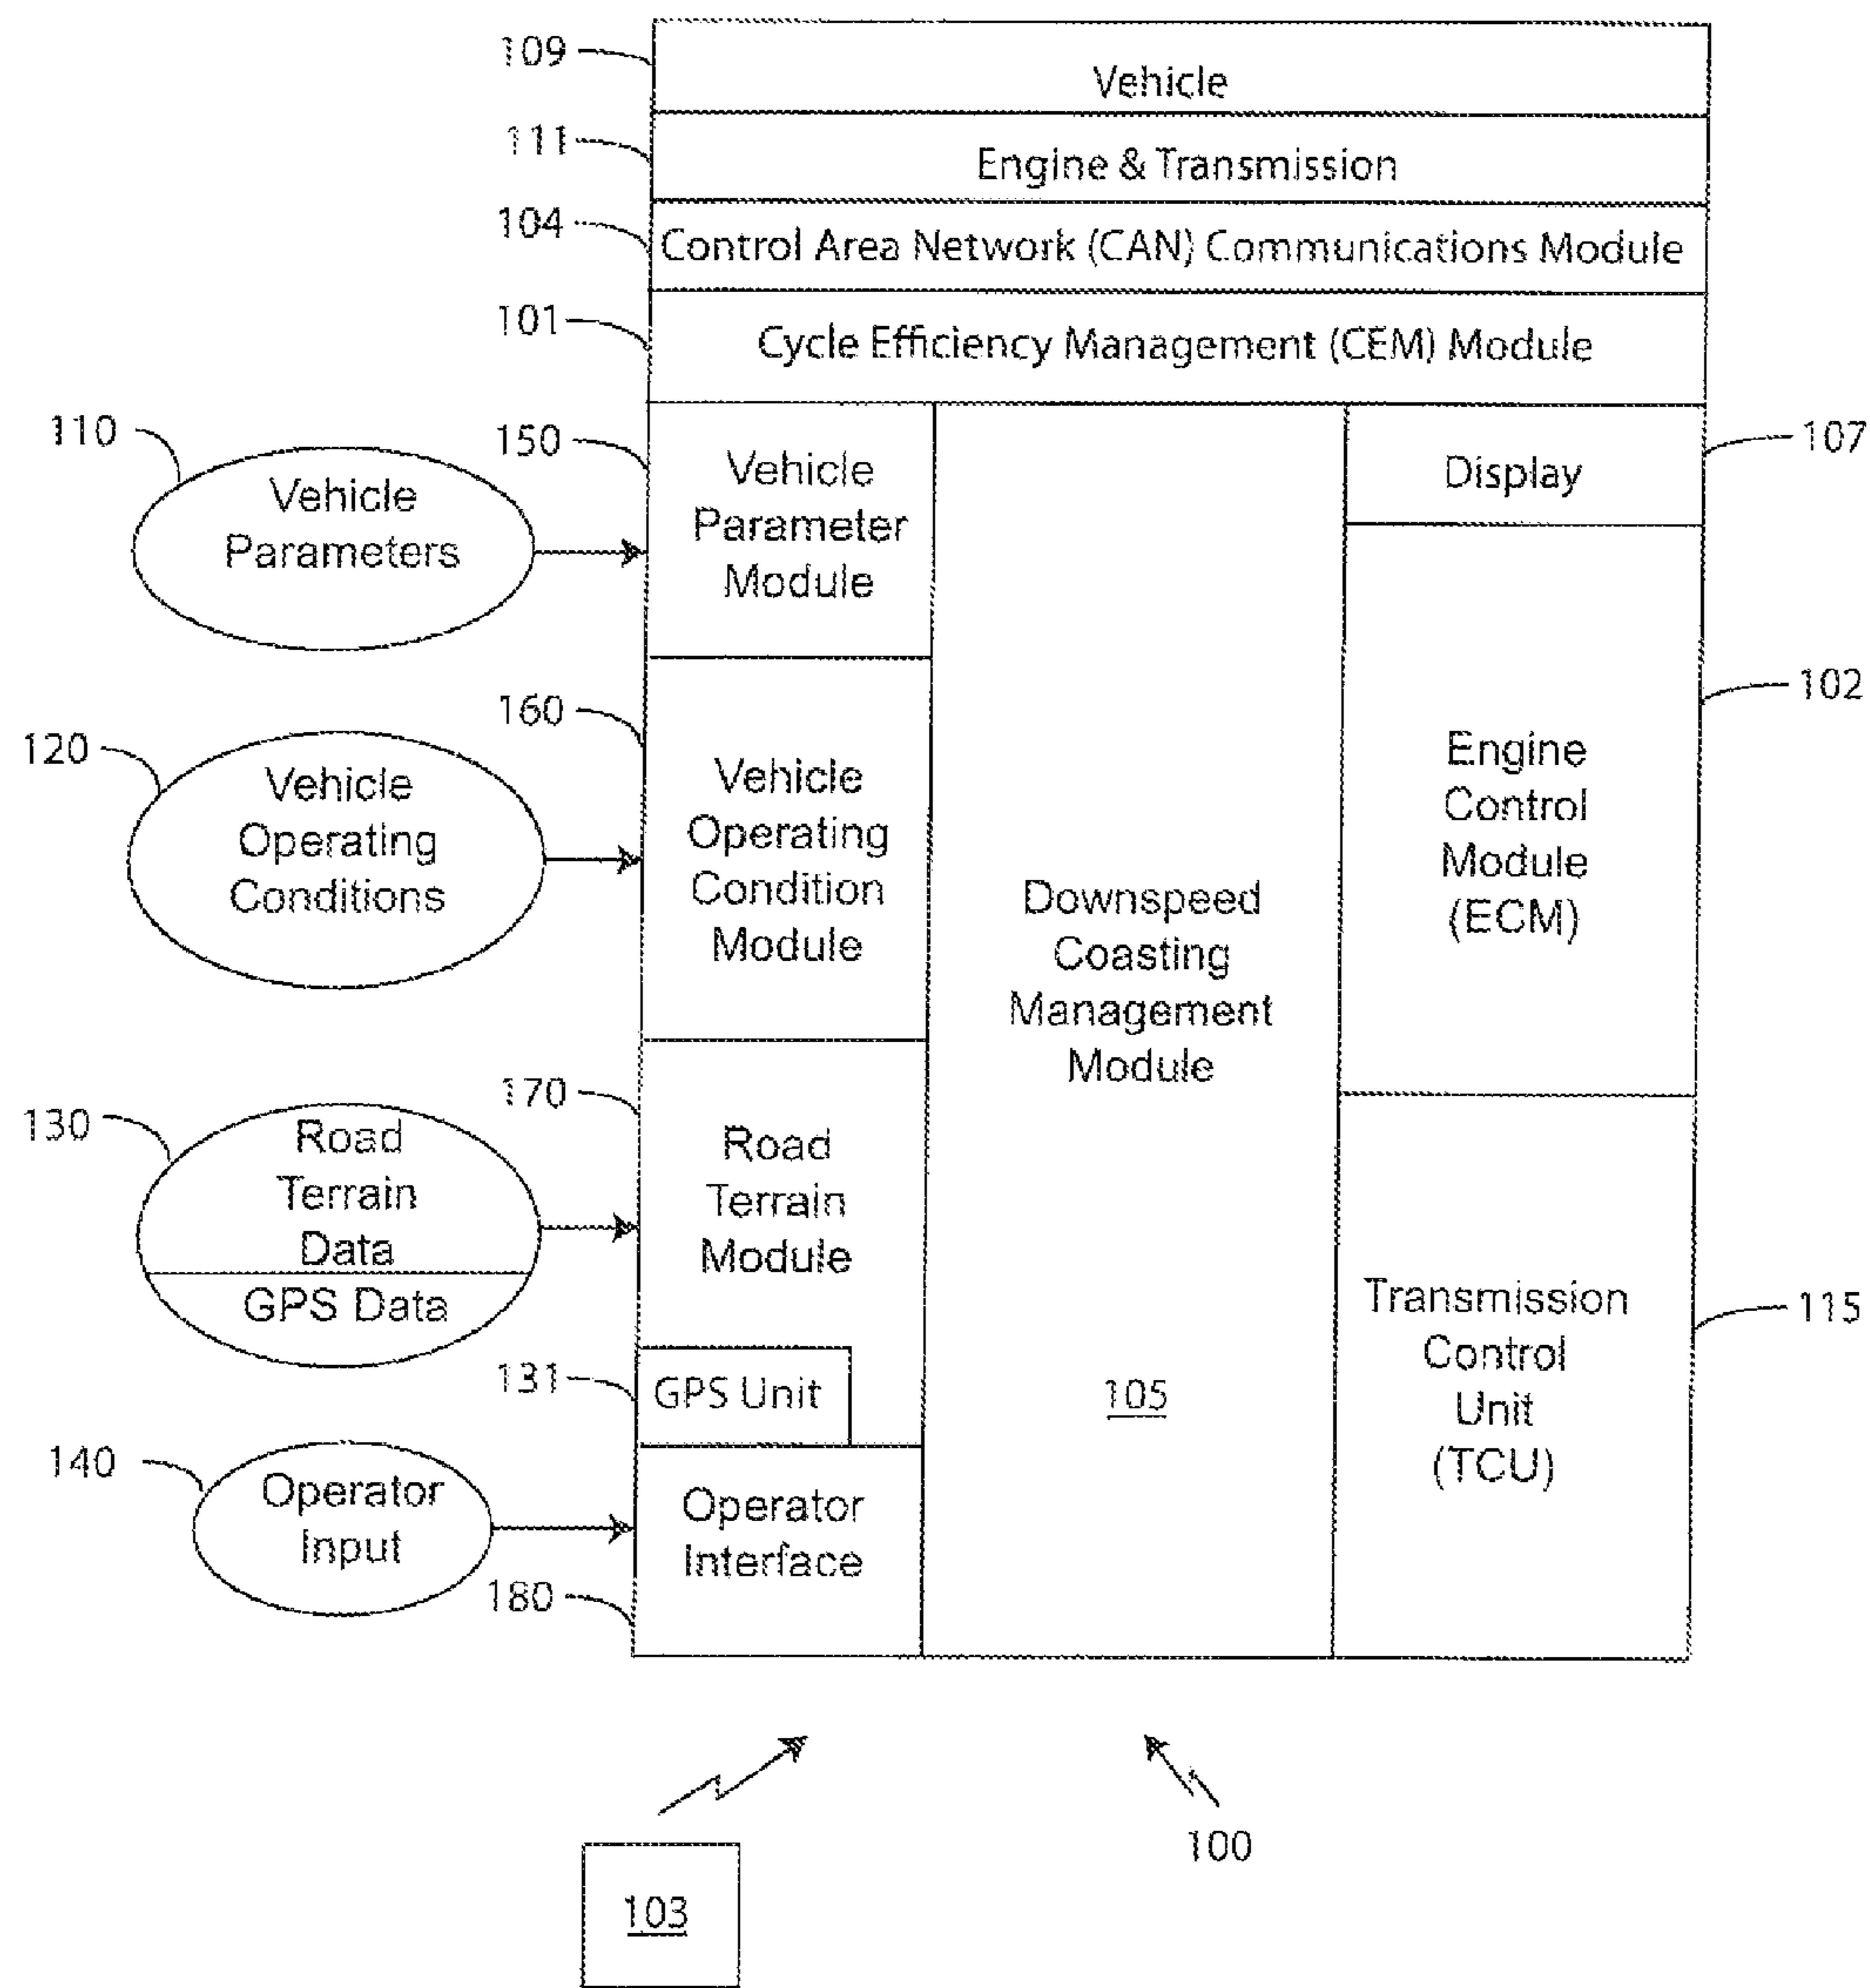 109
Vehicle
111
Engine & Transmission
104
Control Area Network (CAN) Communications Module
101
Cycle Efficiency Management (CEM) Module
110
Vehicle
Parameters
150
Vehicle
Parameter
Module
107
Display
120
Vehicle
Operating
Conditions
160
Vehicle
Operating
Condition
Module
102
Engine
Control
Module
(ECM)
Downspeed
Coasting
Management
Module
105
130
Road
Terrain
Data
GPS Data
170
Road
Terrain
Module
131
GPS Unit
Transmission
Control
Unit
(TCU)
115
140
Operator
Input
Operator
Interface
180
103
100